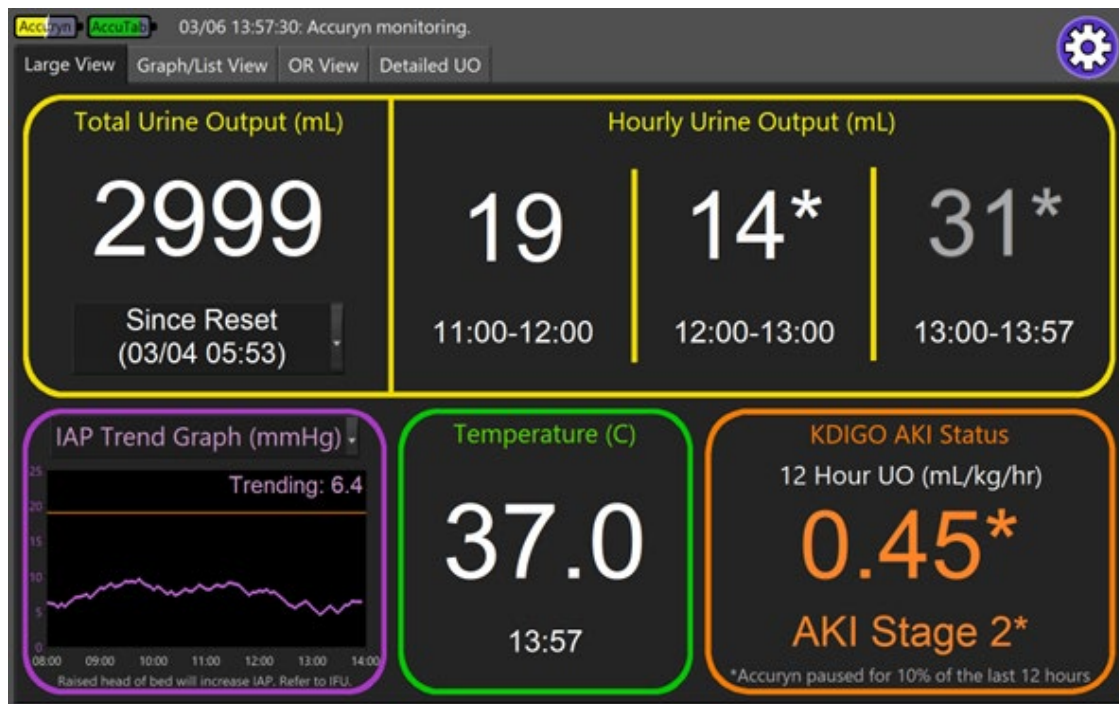 Accuryn AccuTab 03/06 13:57:30: Accuryn monitoring.
Large View Graph/List View OR View Detailed UO
Total Urine Output (mL)
2999
Since Reset
(03/04 05:53)
Hourly Urine Output (mL)
19 14* 31*
11:00-12:00 12:00-13:00 13:00-13:57
IAP Trend Graph (mmHg)
Trending: 6.4
25
20
15
10
5
0
08:00 09:00 10:00 11:00 12:00 13:00 14:00
Raised head of bed will increase IAP. Refer to IFU.
Temperature (C)
37.0
13:57
KDIGO AKI Status
12 Hour UO (mL/kg/hr)
0.45*
AKI Stage 2*
*Accuryn paused for 10% of the last 12 hours